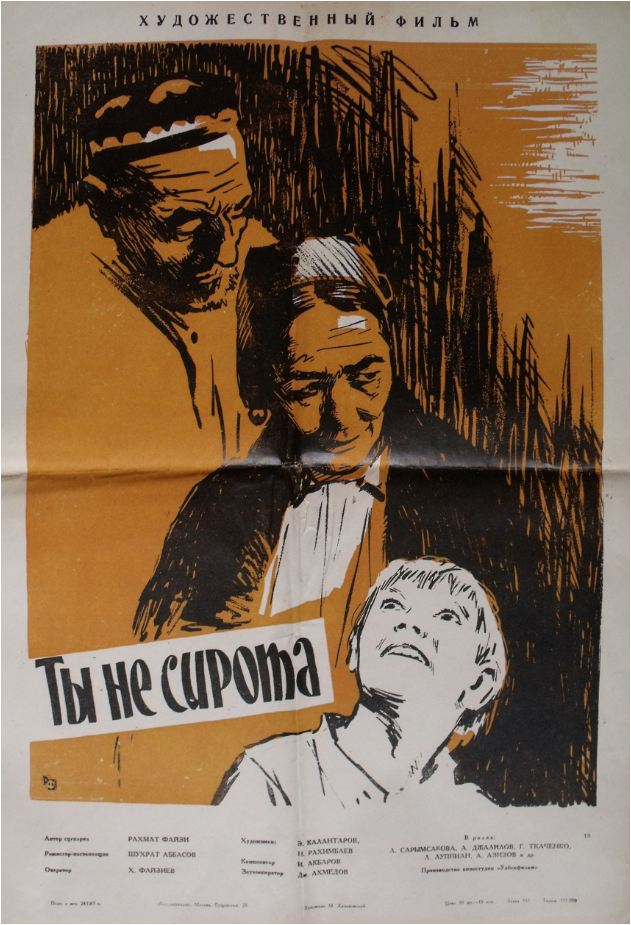 ХУДОЖЕСТВЕННЫЙ ФИЛЬМ
Ты не сирота
Автор сценария РАХМАТ ФАЙЗИ
Режиссер-постановщик ШУХРАТ АББАСОВ
Оператор Х. ФАЙЗИЕВ
Художники: Э. КАЛАНТАРОВ,
Н. РАХИМБАЕВ
Композитор И. АКБАРОВ
Звукооператор Дж. АХМЕДОВ
В ролях:
Л. САРЫМСАКОВА, А. ДЖАЛИЛОВ, Г. ТКАЧЕНКО,
Л. ЛУППИАН, А. АЗИЗОВ и др.
Производство киностудии «Узбекфильм»